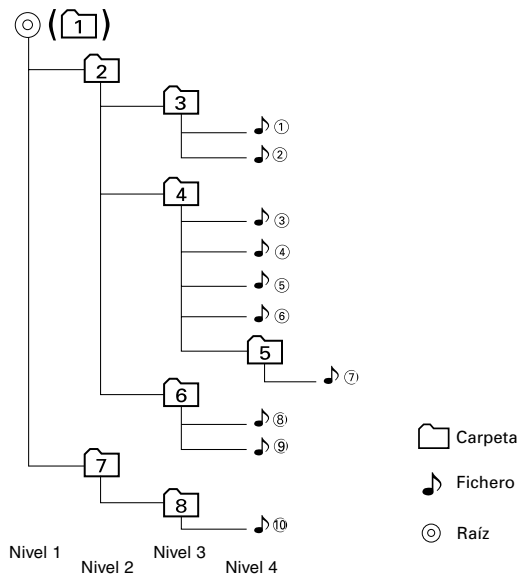 (1)
2
3
①
②
4
③
④
⑤
⑥
5
⑦
6
⑧
⑨
7
8
⑩
Carpeta
Fichero
Raíz
Nivel 1
Nivel 2
Nivel 3
Nivel 4